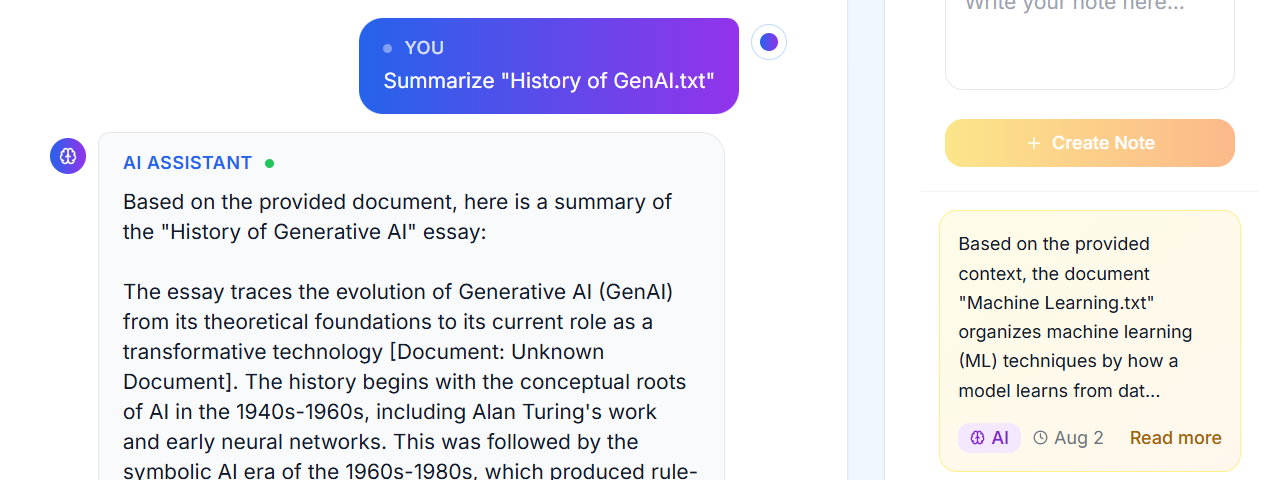 YOU
Summarize "History of GenAI.txt"
AI ASSISTANT
Based on the provided document, here is a summary of
the "History of Generative AI" essay:
The essay traces the evolution of Generative AI (GenAI)
from its theoretical foundations to its current role as a
transformative technology [Document: Unknown
Document]. The history begins with the conceptual roots
of AI in the 1940s-1960s, including Alan Turing's work
and early neural networks. This was followed by the
symbolic AI era of the 1960s-1980s, which produced rule-
Write your note here...
+ Create Note
Based on the provided
context, the document
"Machine Learning.txt"
organizes machine learning
(ML) techniques by how a
model learns from dat...
AI Aug 2 Read more